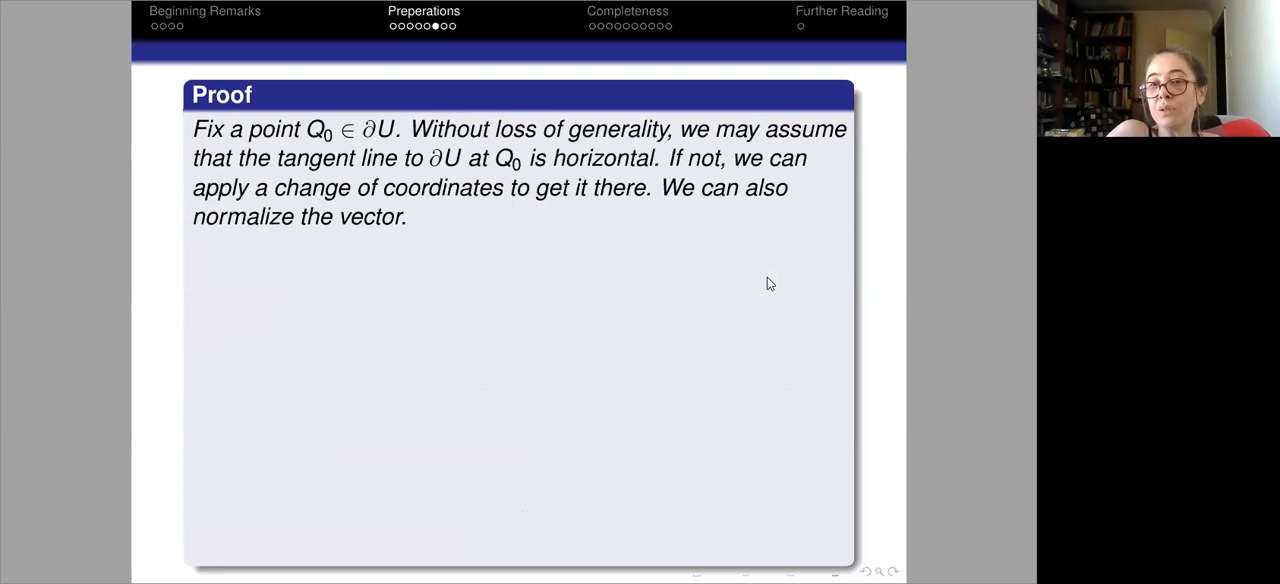 Beginning Remarks
Preperations
Completeness
Further Reading
Proof
Fix a point Q₀ ∈ ∂U. Without loss of generality, we may assume
that the tangent line to ∂U at Q₀ is horizontal. If not, we can
apply a change of coordinates to get it there. We can also
normalize the vector.